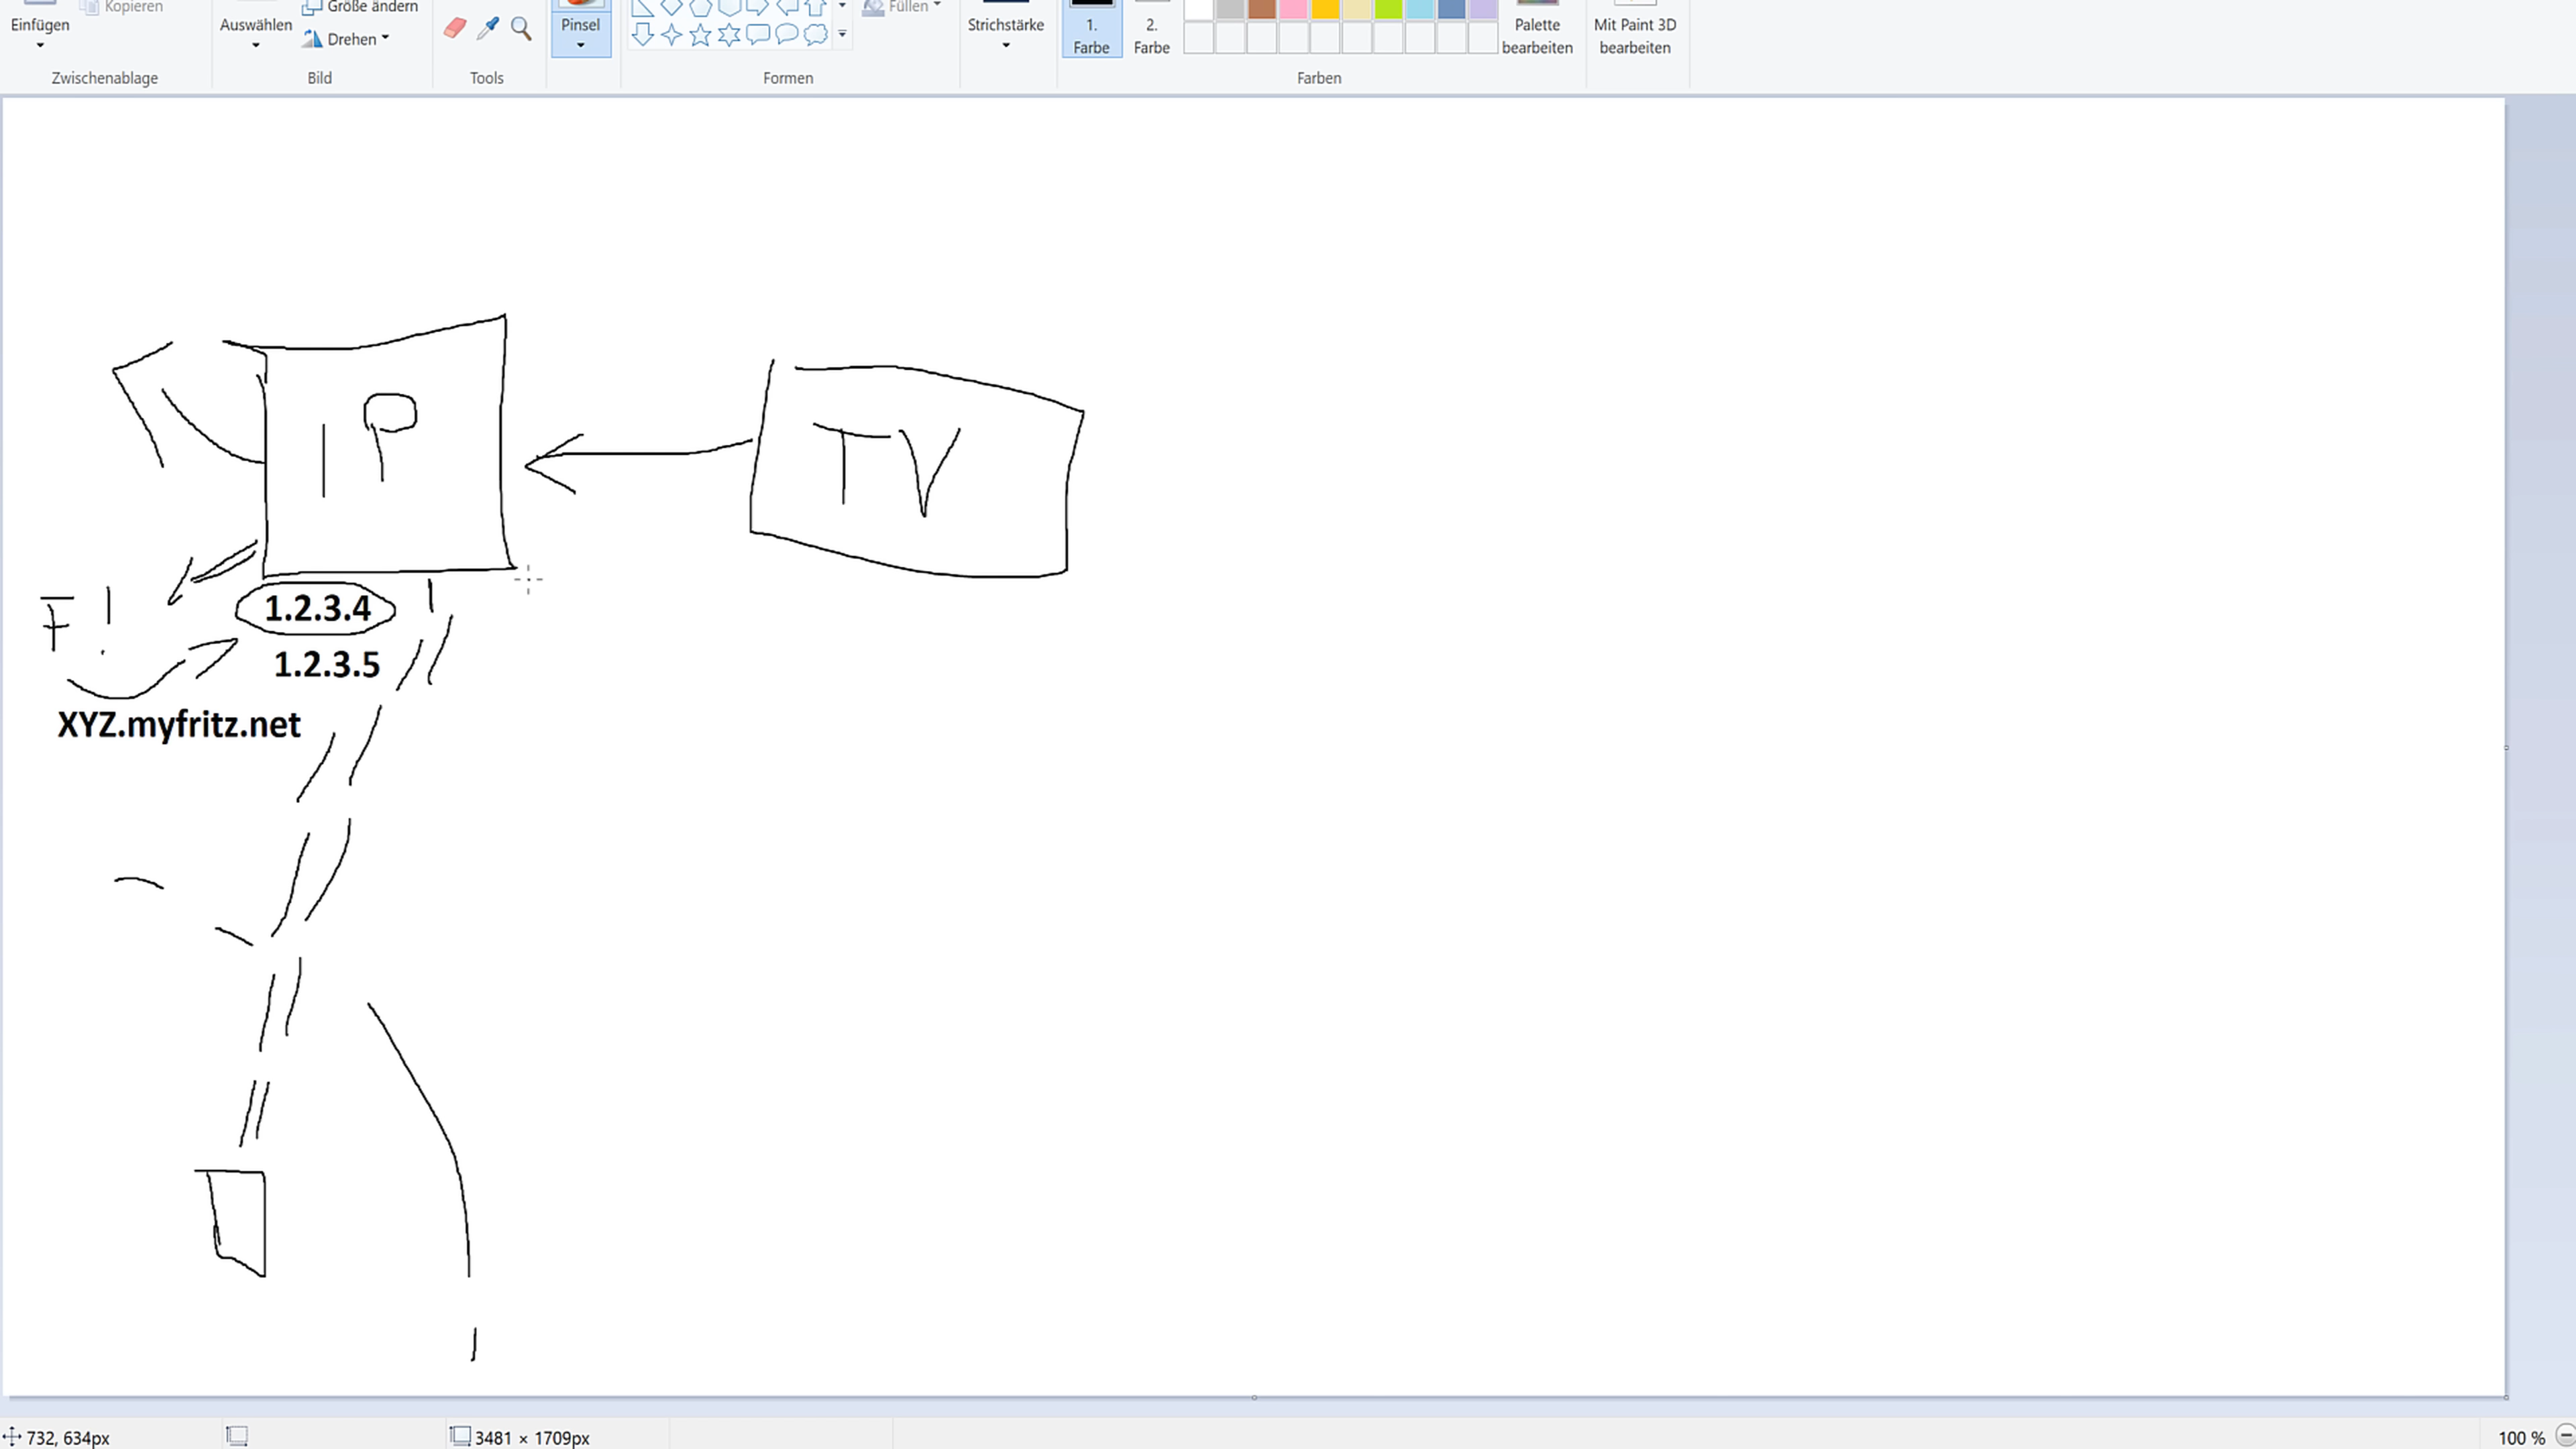 Einfügen
Kopieren
Zwischenablage
Auswählen
Größe ändern
Drehen
Bild
Tools
Pinsel
Formen
Füllen
Strichstärke
1.
Farbe
2.
Farbe
Farben
Palette
bearbeiten
Mit Paint 3D
bearbeiten
IP
TV
F!
1.2.3.4
1.2.3.5
XYZ.myfritz.net
732, 634px
3481 × 1709px
100 %